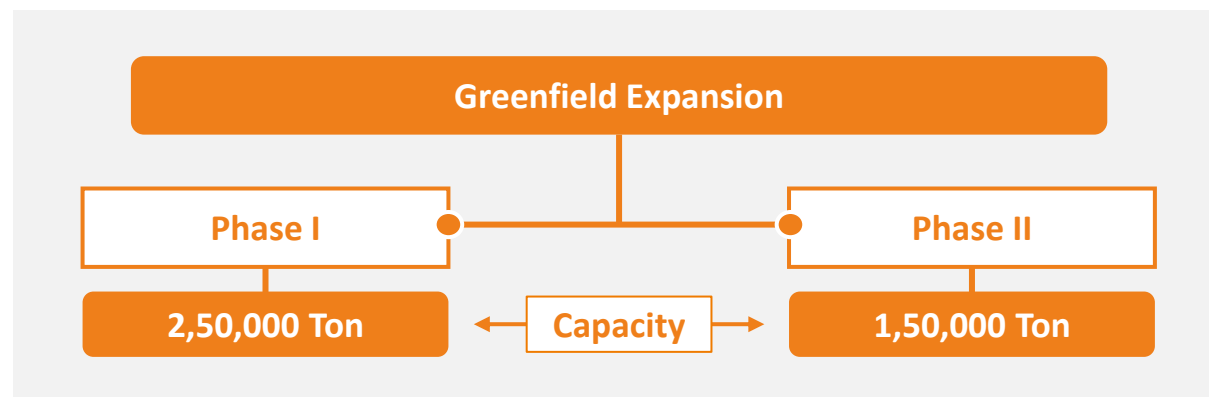 Greenfield Expansion
Phase I
Phase II
2,50,000 Ton
Capacity
1,50,000 Ton